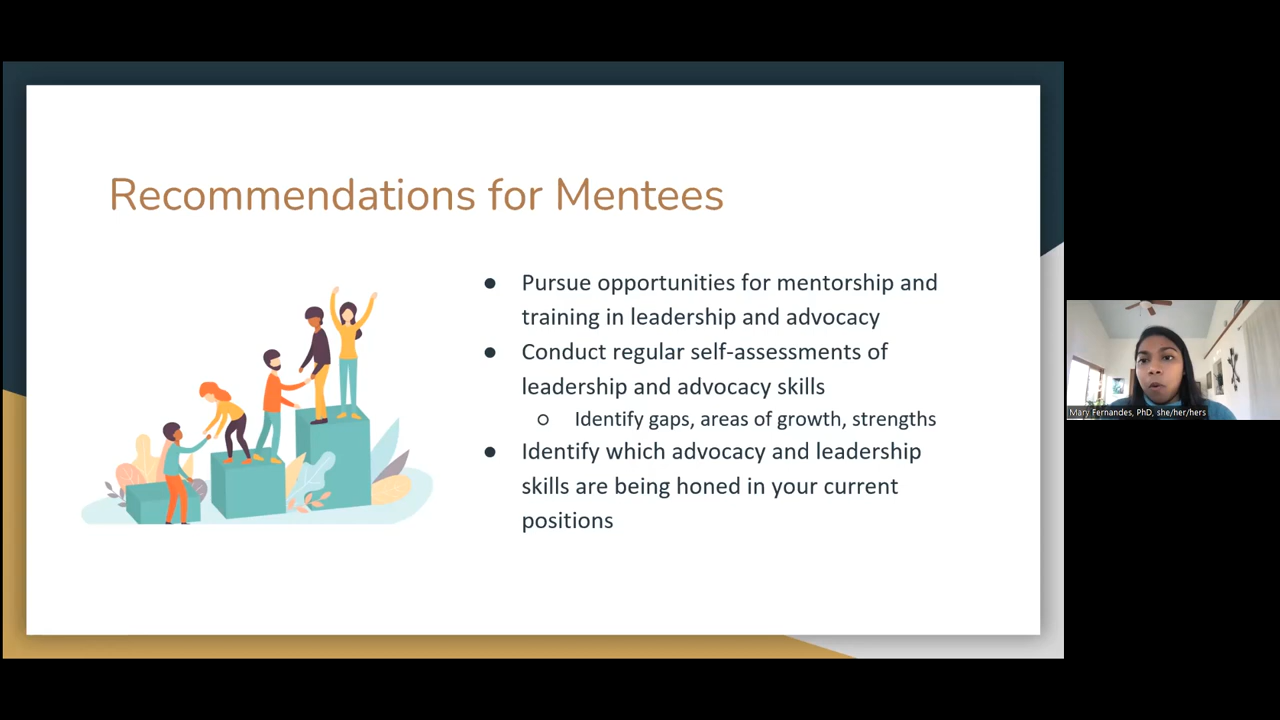 Recommendations for Mentees
● Pursue opportunities for mentorship and
training in leadership and advocacy
● Conduct regular self-assessments of
leadership and advocacy skills
○ Identify gaps, areas of growth, strengths
● Identify which advocacy and leadership
skills are being honed in your current
positions
Mary Fernandes, PhD, she/her/hers